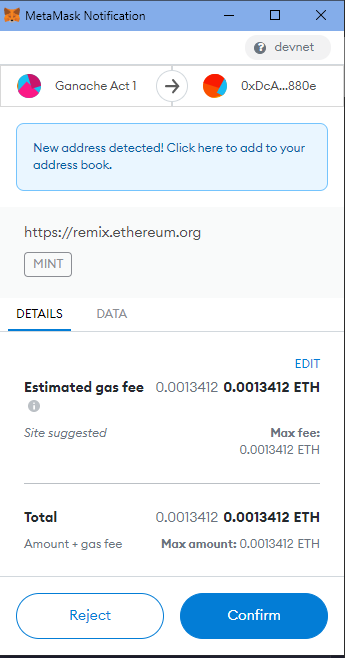 MetaMask Notification
? devnet
Ganache Act 1
0xDcA...880e
New address detected! Click here to add to your
address book.
https://remix.ethereum.org
MINT
DETAILS DATA
EDIT
Estimated gas fee 0.0013412 0.0013412 ETH
i
Site suggested Max fee:
0.0013412 ETH
Total 0.0013412 0.0013412 ETH
Amount + gas fee Max amount: 0.0013412 ETH
Reject Confirm